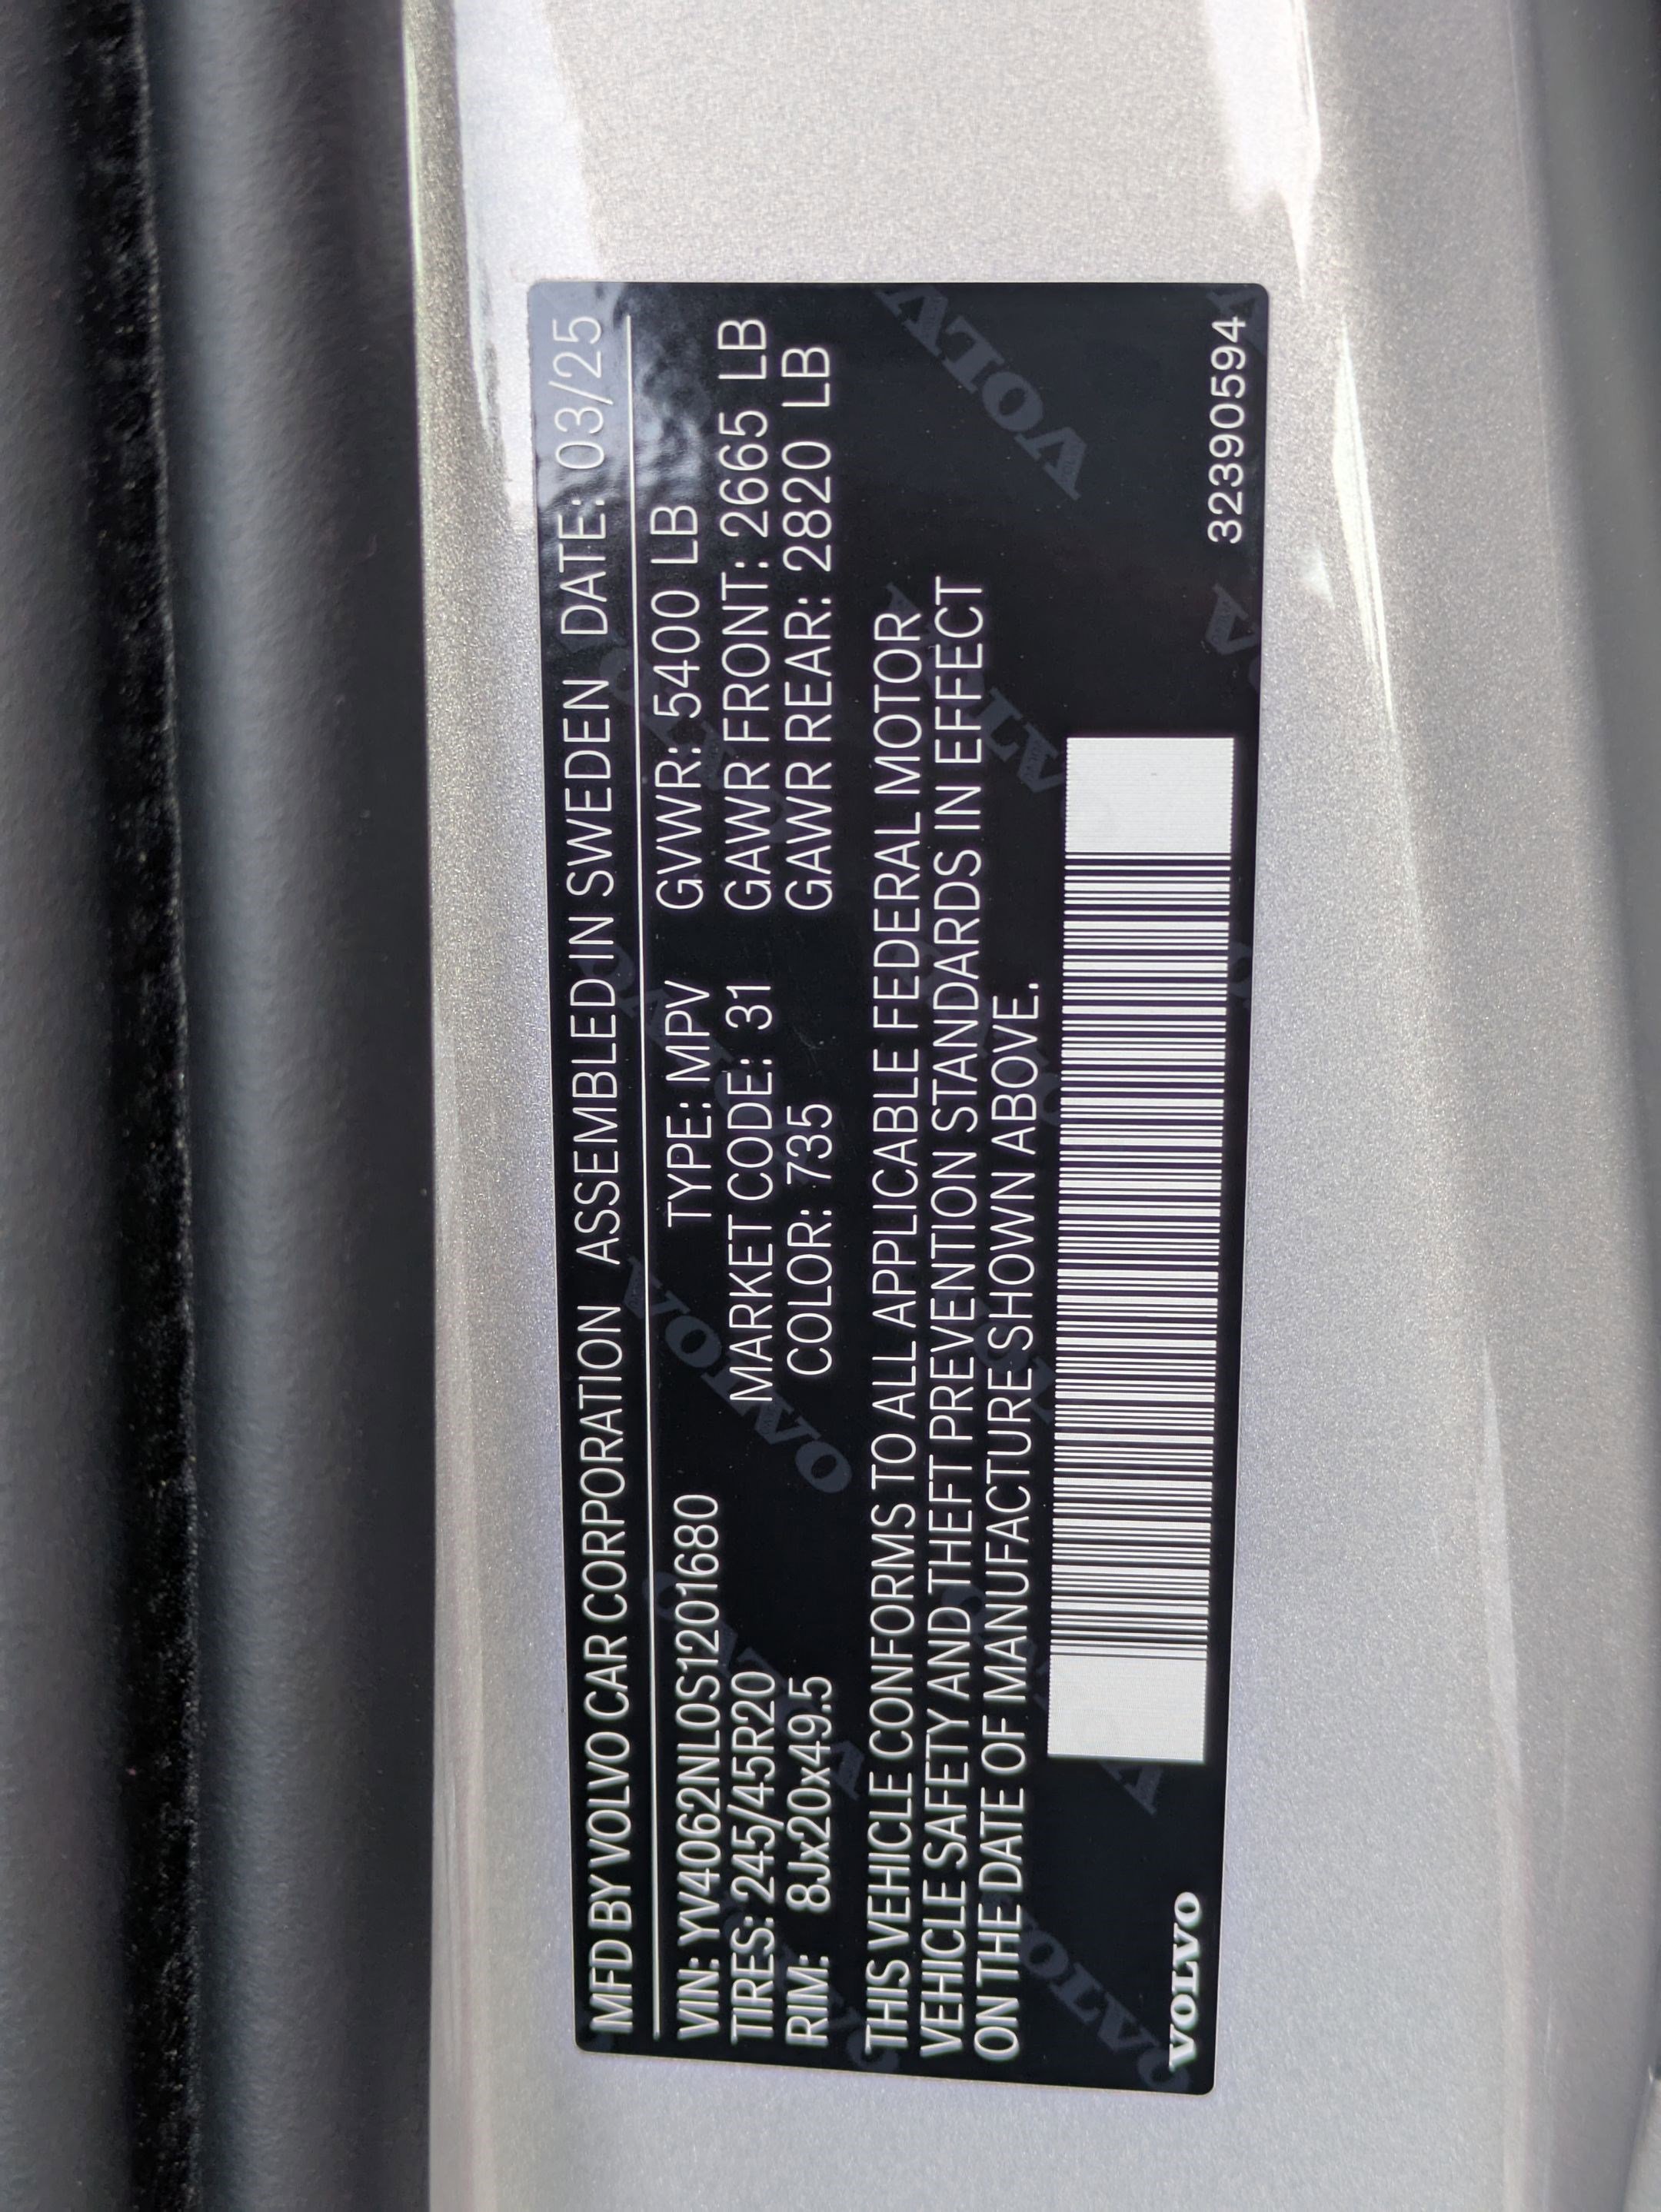 MFD BY VOLVO CAR CORPORATION ASSEMBLED IN SWEDEN DATE: 03/25
VIN: YV4062NL0S1201680 TYPE: MPV GVWR: 5400 LB
TIRES: 245/45R20 MARKET CODE: 31 GAWR FRONT: 2665 LB
RIM: 8Jx20x49.5 COLOR: 735 GAWR REAR: 2820 LB
THIS VEHICLE CONFORMS TO ALL APPLICABLE FEDERAL MOTOR
VEHICLE SAFETY AND THEFT PREVENTION STANDARDS IN EFFECT
ON THE DATE OF MANUFACTURE SHOWN ABOVE.
VOLVO 32390594